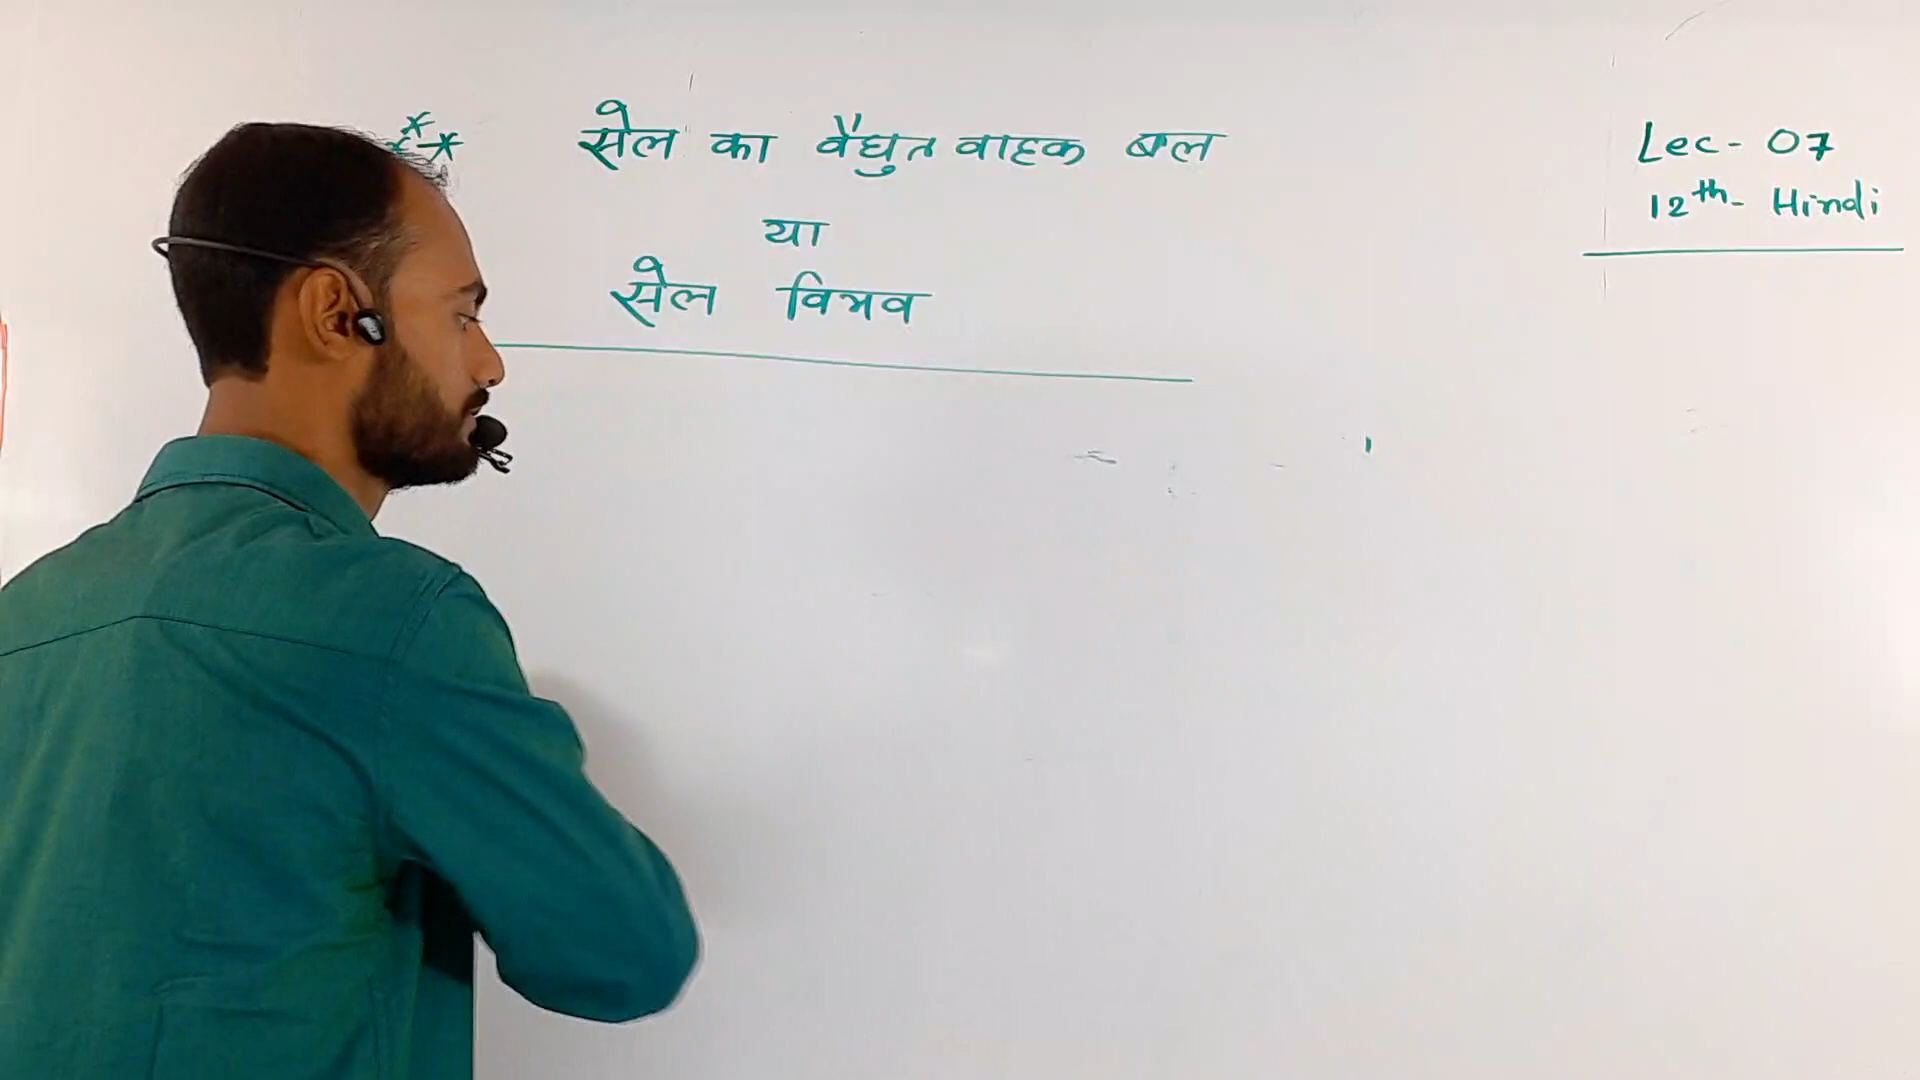 सेल का वैद्युत वाहक बल
या
सेल विभव
Lec- 07
12th- Hindi